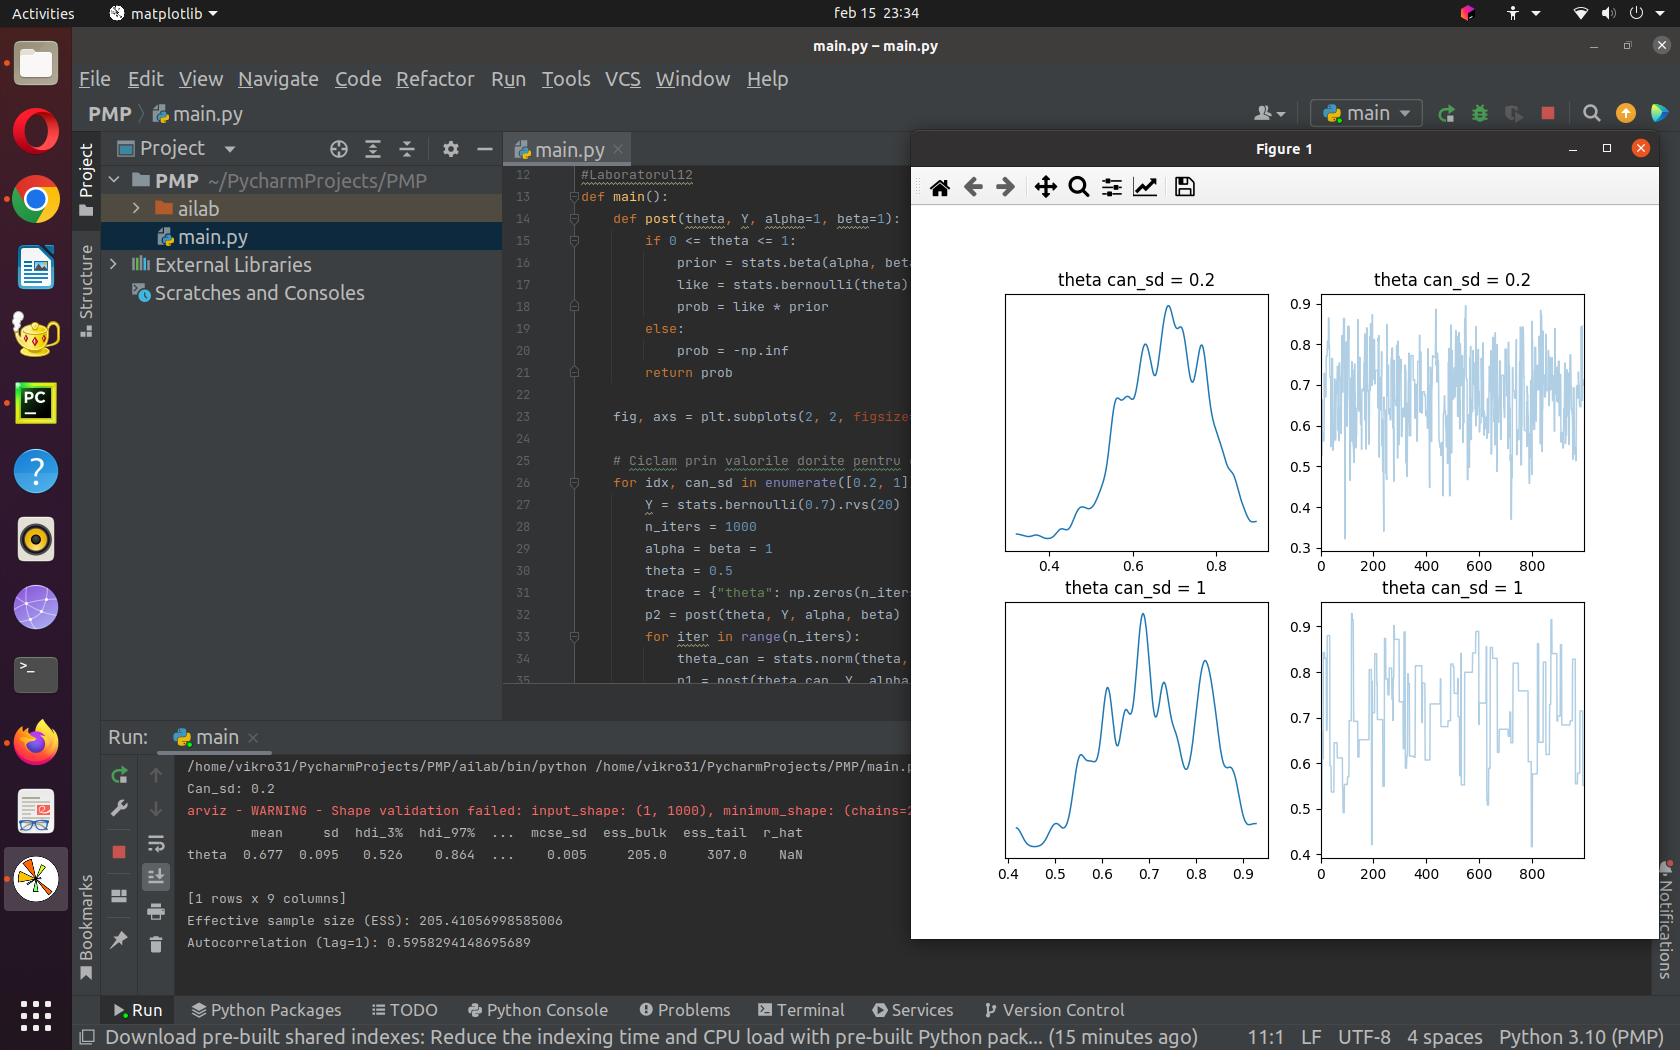 Activities
matplotlib
feb 15 23:34
main.py – main.py
File Edit View Navigate Code Refactor Run Tools VCS Window Help
PMP
main.py
main
Project
Structure
Bookmarks
Notifications
Project
PMP ~/PycharmProjects/PMP
ailab
main.py
External Libraries
Scratches and Consoles
main.py
12 #Laboratorul12
13 def main():
14 def post(theta, Y, alpha=1, beta=1):
15 if 0 <= theta <= 1:
16 prior = stats.beta(alpha,
17 like = stats.bernoulli(theta)
18 prob = like * prior
19 else:
20 prob = -np.inf
21 return prob
22
23 fig, axs = plt.subplots(2, 2, figsize
24
25 # Ciclam prin valorile dorite pentru
26 for idx, can_sd in enumerate([0.2, 1]
27 Y = stats.bernoulli(0.7).rvs(20)
28 n_iters = 1000
29 alpha = beta = 1
30 theta = 0.5
31 trace = {"theta": np.zeros(n_iters
32 p2 = post(theta, Y, alpha, beta)
33 for iter in range(n_iters):
34 theta_can = stats.norm(theta,
35 p1 = post(theta_can, Y, alpha
Figure 1
theta can_sd = 0.2
0.4 0.6 0.8
theta can_sd = 0.2
0.9
0.8
0.7
0.6
0.5
0.4
0.3
0 200 400 600 800
theta can_sd = 1
0.4 0.5 0.6 0.7 0.8 0.9
theta can_sd = 1
0.9
0.8
0.7
0.6
0.5
0.4
0 200 400 600 800
Run:
main
/home/vikro31/PycharmProjects/PMP/ailab/bin/python /home/vikro31/PycharmProjects/PMP/main.p
Can_sd: 0.2
arviz - WARNING - Shape validation failed: input_shape: (1, 1000), minimum_shape: (chains=
mean sd hdi_3% hdi_97% ... mcse_sd ess_bulk ess_tail r_hat
theta 0.677 0.095 0.526 0.864 ... 0.005 205.0 307.0 NaN
[1 rows x 9 columns]
Effective sample size (ESS): 205.41056998585006
Autocorrelation (lag=1): 0.5958294148695689
Run Python Packages TODO Python Console Problems Terminal Services Version Control
Download pre-built shared indexes: Reduce the indexing time and CPU load with pre-built Python pack... (15 minutes ago)
11:1 LF UTF-8 4 spaces Python 3.10 (PMP)
PC